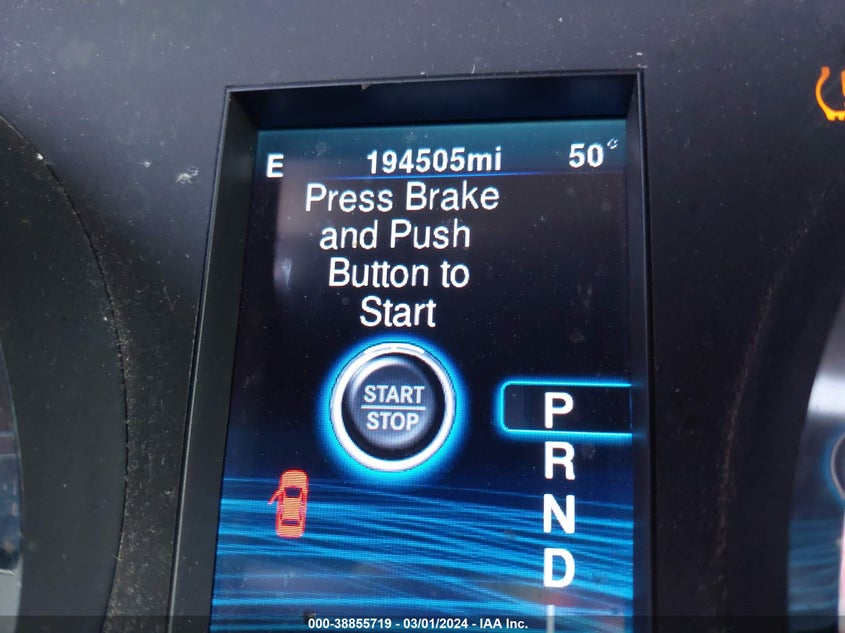 E 194505mi 50°
Press Brake
and Push
Button to
Start
START
STOP
P
R
N
D
000-38855719 - 03/01/2024 - IAA Inc.